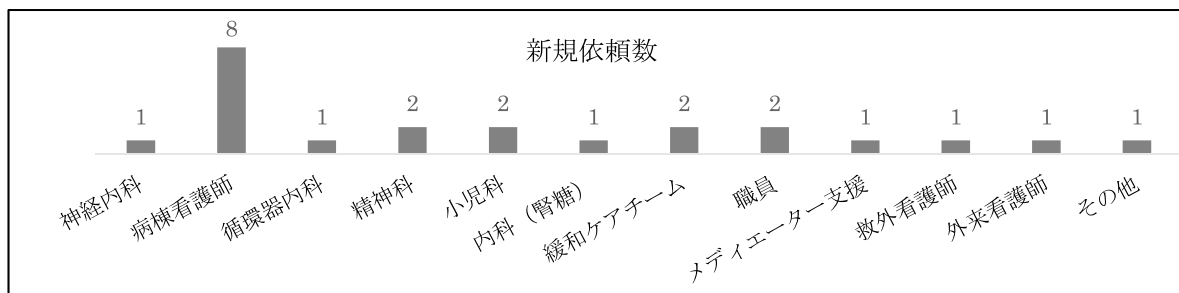 新規依頼数
1
8
1
2
2
1
2
2
1
1
1
1
神経内科
病棟看護師
循環器内科
精神科
小児科
内科（腎糖）
緩和ケアチーム
職員
メディエーター支援
救外看護師
外来看護師
その他